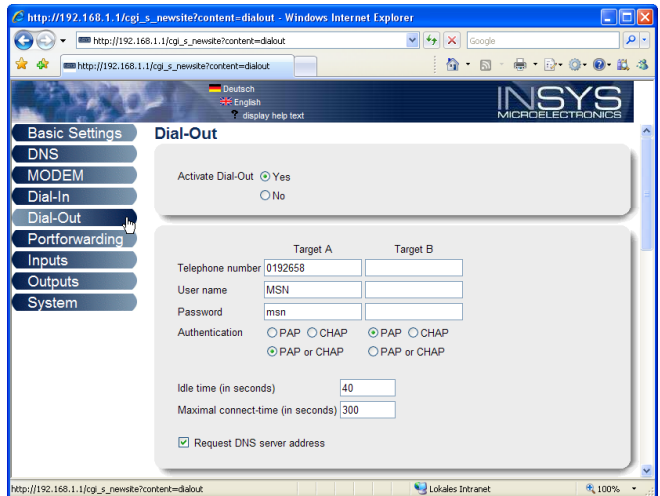 http://192.168.1.1/cgi_s_newsite?content=dialout - Windows Internet Explorer
http://192.168.1.1/cgi_s_newsite?content=dialout
Google
http://192.168.1.1/cgi_s_newsite?content=dialout
Deutsch
English
? display help text
INSYS
MICROELECTRONICS
Basic Settings
DNS
MODEM
Dial-In
Dial-Out
Portforwarding
Inputs
Outputs
System
Dial-Out
Activate Dial-Out Yes
No
Target A Target B
Telephone number 0192658
User name MSN
Password msn
Authentication PAP CHAP PAP CHAP
PAP or CHAP PAP or CHAP
Idle time (in seconds) 40
Maximal connect-time (in seconds) 300
Request DNS server address
http://192.168.1.1/cgi_s_newsite?content=dialout Lokales Intranet 100%